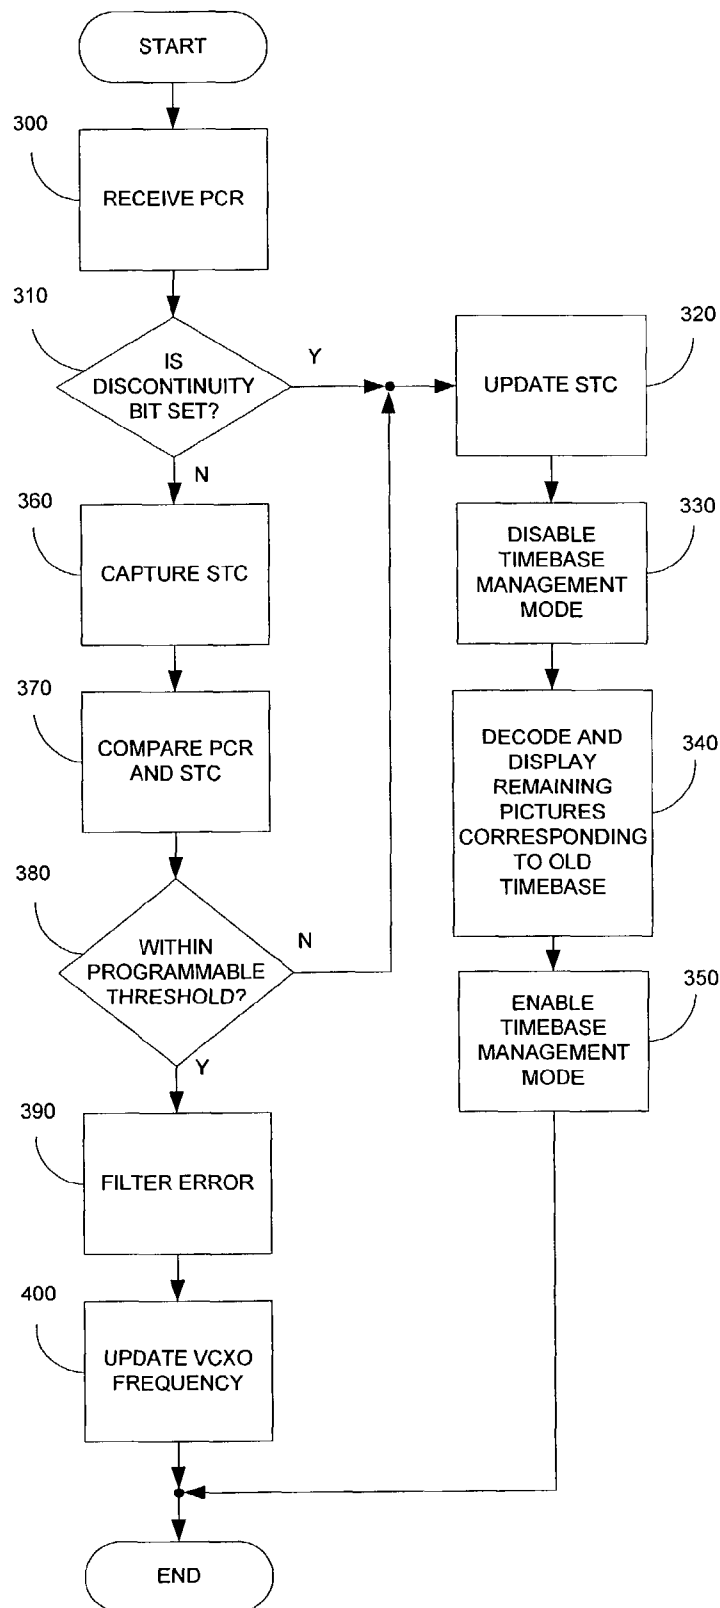 START
300
RECEIVE PCR
310
IS
DISCONTINUITY
BIT SET?
Y
N
320
UPDATE STC
360
CAPTURE STC
330
DISABLE
TIMEBASE
MANAGEMENT
MODE
370
COMPARE PCR
AND STC
340
DECODE AND
DISPLAY
REMAINING
PICTURES
CORRESPONDING
TO OLD
TIMEBASE
380
WITHIN
PROGRAMMABLE
THRESHOLD?
N
Y
350
ENABLE
TIMEBASE
MANAGEMENT
MODE
390
FILTER ERROR
400
UPDATE VCXO
FREQUENCY
END